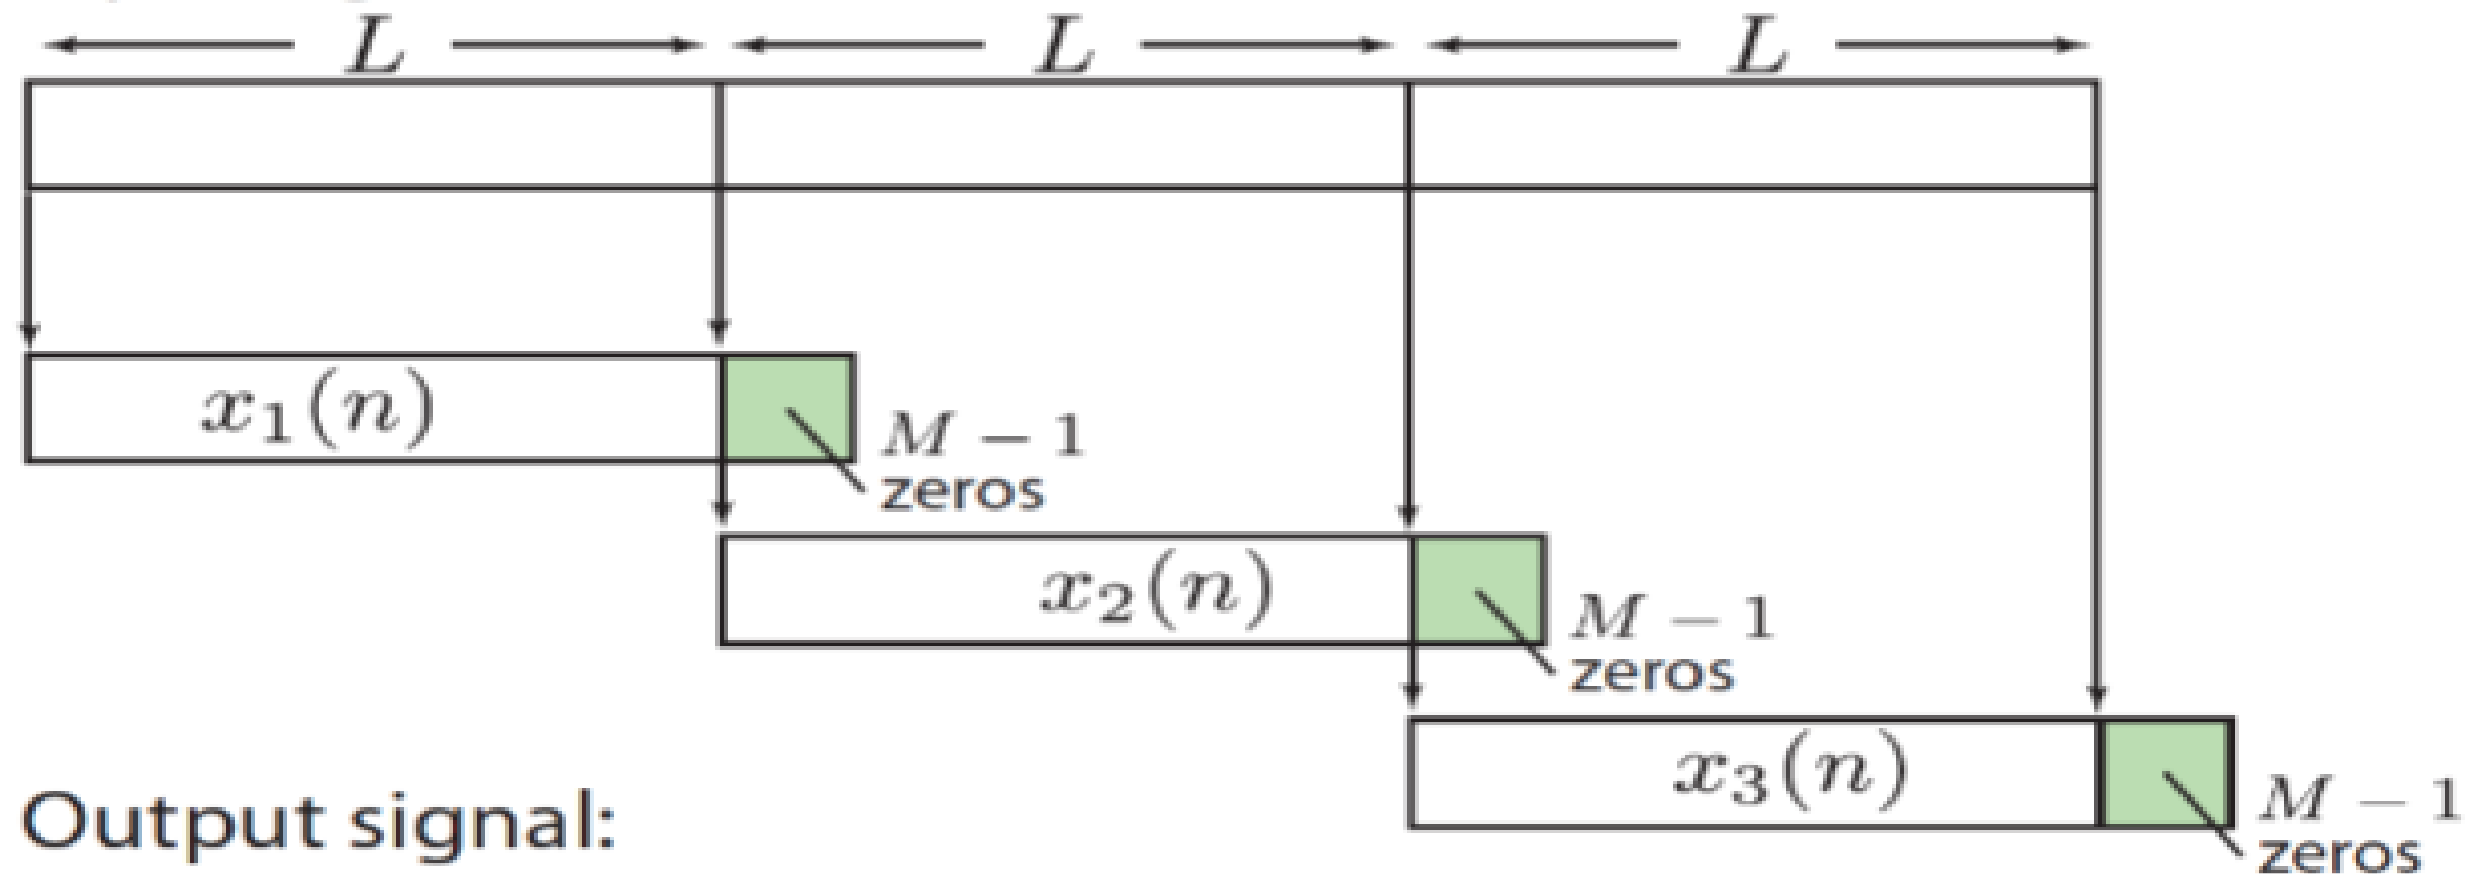 L L L
x₁(n)
M − 1
zeros
x₂(n)
M − 1
zeros
x₃(n)
M − 1
zeros
Output signal: